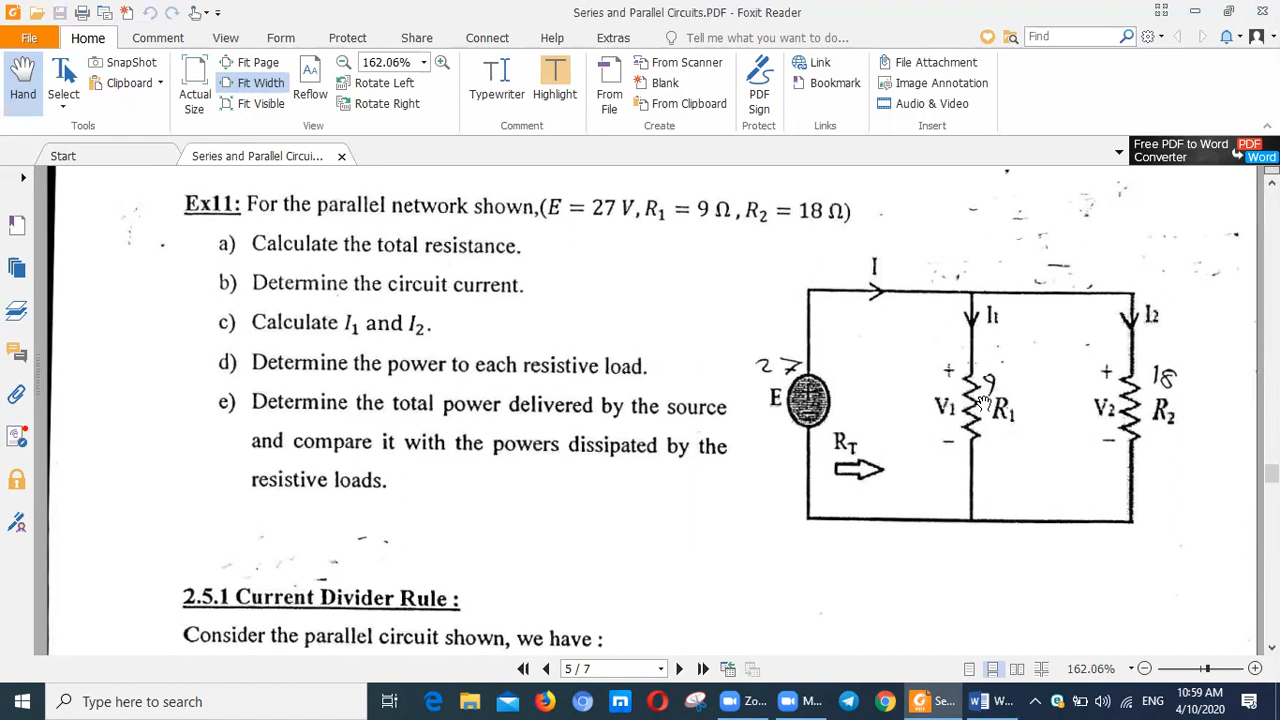 Series and Parallel Circuits.PDF - Foxit Reader
File Home Comment View Form Protect Share Connect Help Extras Tell me what you want to do... Find
Hand
Select
SnapShot
Clipboard
Tools
Actual Size
Fit Page
Fit Width
Fit Visible
Reflow
162.06%
Rotate Left
Rotate Right
View
Typewriter
Highlight
Comment
From File
From Scanner
Blank
From Clipboard
Create
PDF Sign
Protect
Link
Bookmark
Links
File Attachment
Image Annotation
Audio & Video
Insert
Start
Series and Parallel Circui...
Free PDF to Word Converter
PDF
Word
Ex11: For the parallel network shown,(E = 27 V, R₁ = 9 Ω , R₂ = 18 Ω)
a) Calculate the total resistance.
b) Determine the circuit current.
c) Calculate I₁ and I₂.
d) Determine the power to each resistive load.
e) Determine the total power delivered by the source
and compare it with the powers dissipated by the
resistive loads.
I
I₁
I₂
27
E
+
V₁
−
9
R₁
+
V₂
−
18
R₂
R_T
2.5.1 Current Divider Rule :
Consider the parallel circuit shown, we have :
5 / 7
162.06%
Type here to search
Zo...
M...
Se...
W...
10:59 AM
4/10/2020